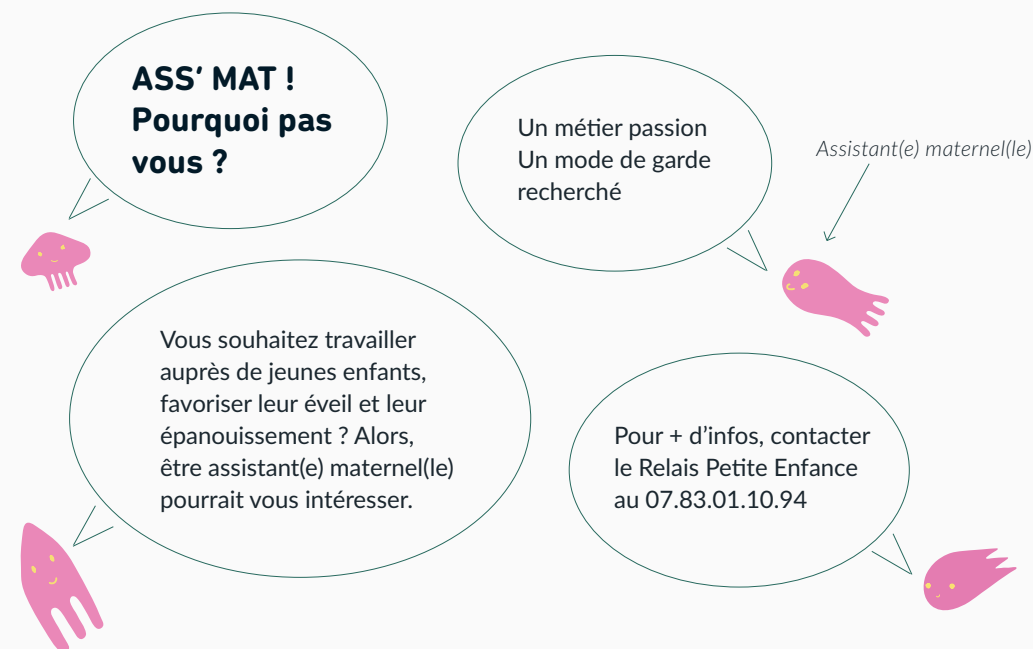 ASS’ MAT !
Pourquoi pas
vous ?
Un métier passion
Un mode de garde
recherché
Assistant(e) maternel(le)
Vous souhaitez travailler
auprès de jeunes enfants,
favoriser leur éveil et leur
épanouissement ? Alors,
être assistant(e) maternel(le)
pourrait vous intéresser.
Pour + d’infos, contacter
le Relais Petite Enfance
au 07.83.01.10.94